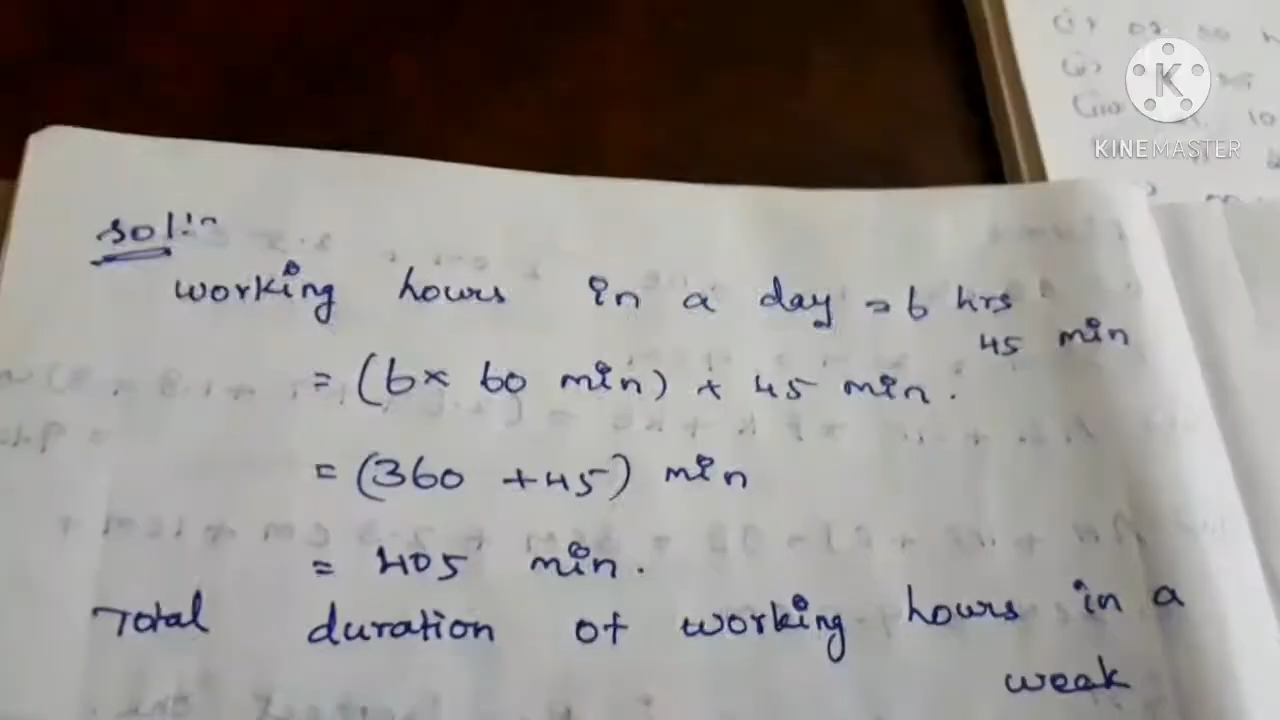 K
KINEMASTER
Sol:n
working hours in a day = 6 hrs
45 min
= (6 × 60 min) + 45 min.
= (360 + 45) min
= 405 min.
Total duration of working hours in a
weak